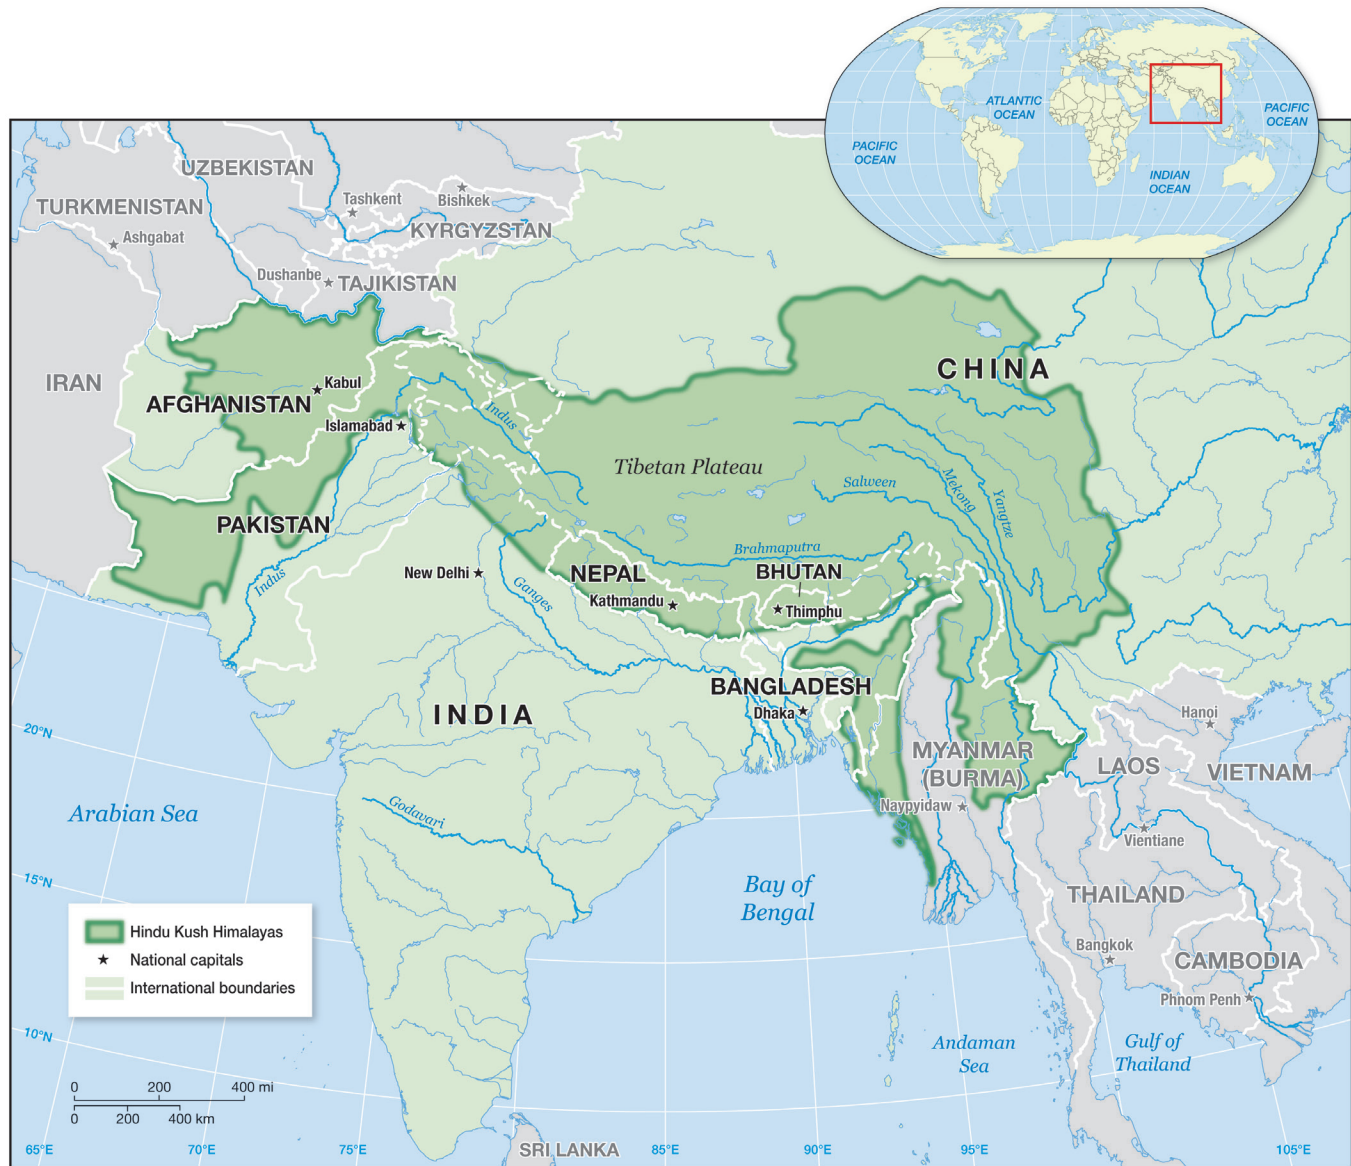 ATLANTIC
OCEAN
PACIFIC
OCEAN
PACIFIC
OCEAN
INDIAN
OCEAN
UZBEKISTAN
TURKMENISTAN
Tashkent
Bishkek
Ashgabat
KYRGYZSTAN
Dushanbe
TAJIKISTAN
IRAN
CHINA
Kabul
AFGHANISTAN
Islamabad
Indus
Tibetan Plateau
Salween
Mekong
Yangtze
PAKISTAN
Brahmaputra
Indus
New Delhi
Ganges
NEPAL
Kathmandu
BHUTAN
Thimphu
BANGLADESH
Dhaka
INDIA
Hanoi
MYANMAR
(BURMA)
LAOS
VIETNAM
Naypyidaw
20°N
Arabian Sea
Godavari
Vientiane
15°N
Bay of
Bengal
THAILAND
Hindu Kush Himalayas
National capitals
International boundaries
Bangkok
CAMBODIA
Phnom Penh
10°N
Andaman
Sea
Gulf of
Thailand
0 200 400 mi
0 200 400 km
SRI LANKA
65°E 70°E 75°E 85°E 90°E 95°E 105°E